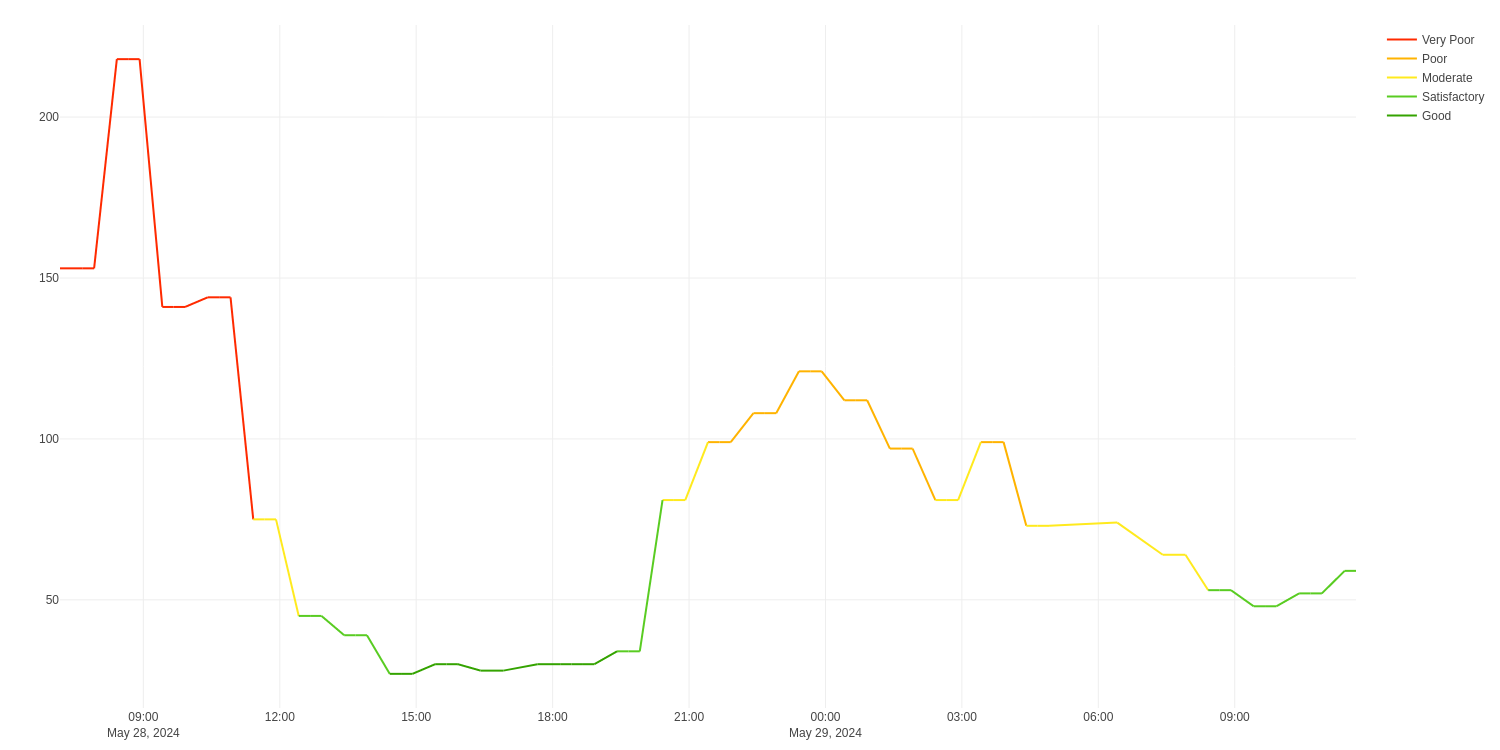 200
150
100
50
09:00
May 28, 2024
12:00
15:00
18:00
21:00
00:00
May 29, 2024
03:00
06:00
09:00
Very Poor
Poor
Moderate
Satisfactory
Good